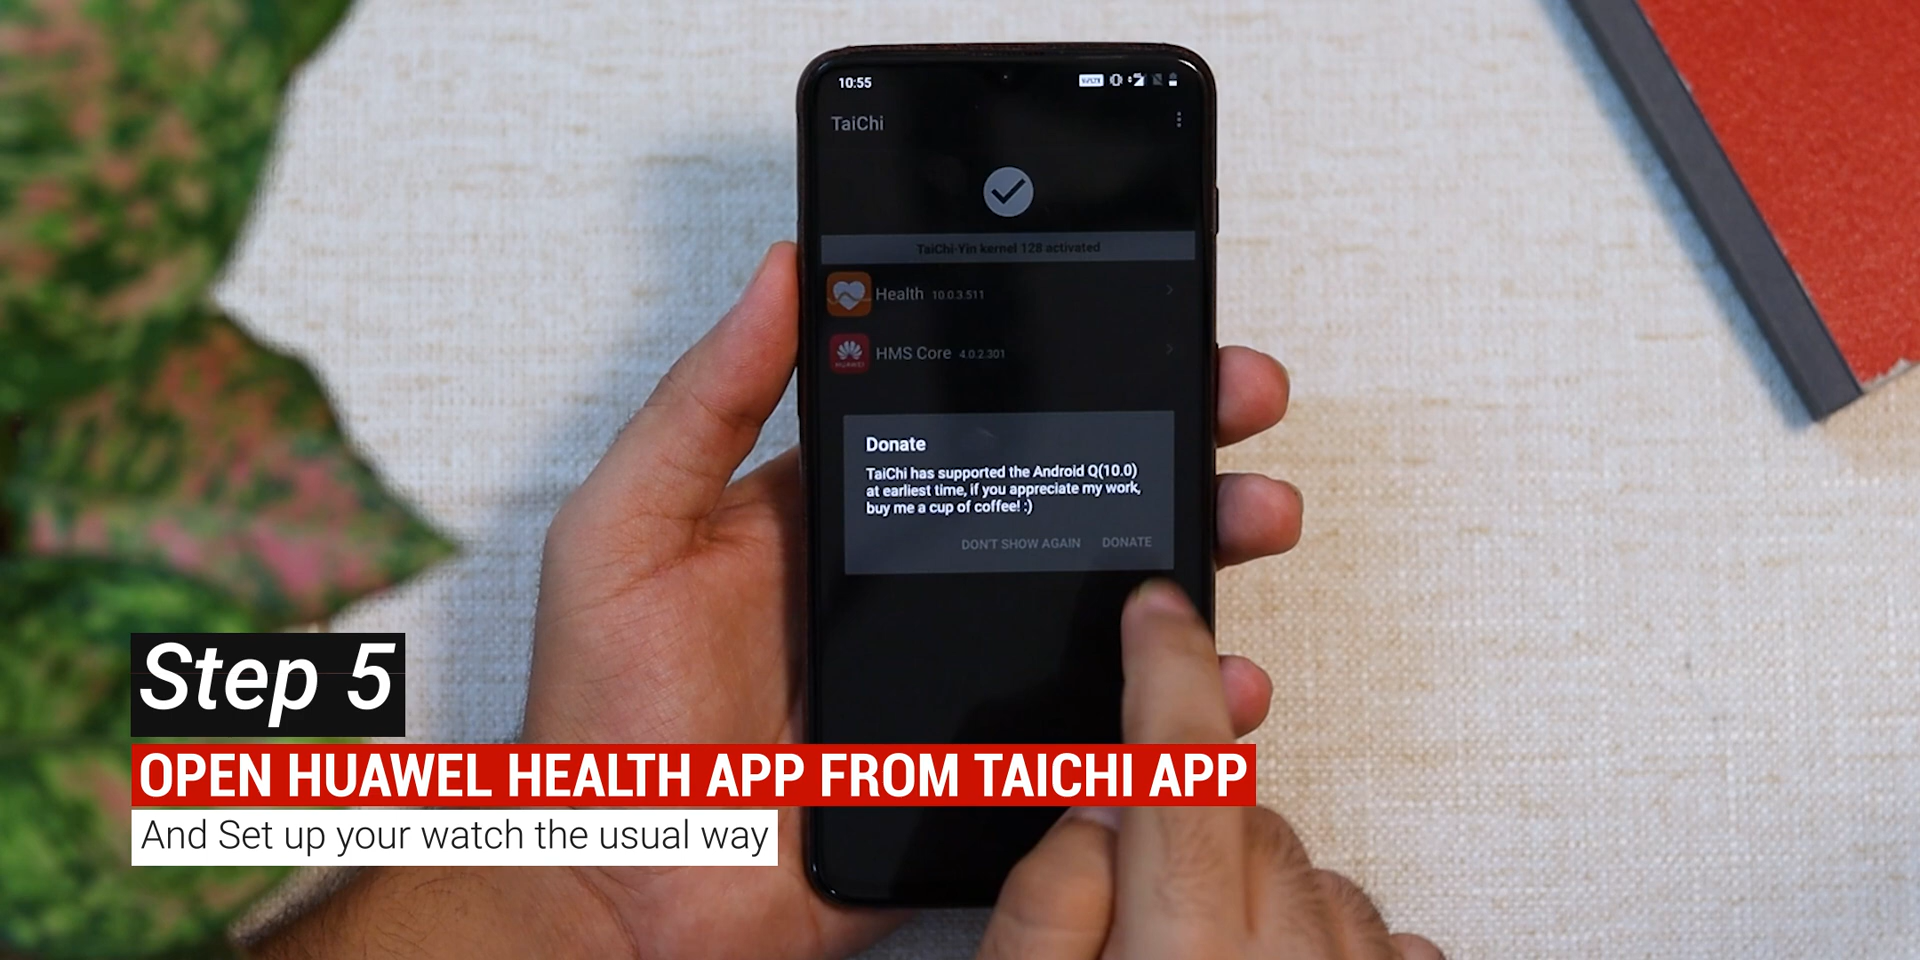 10:55
TaiChi
TaiChi-Yin kernel 128 activated
Health 10.0.3.511
HMS Core 4.0.2.301
HUAWEI
Donate
TaiChi has supported the Android Q(10.0)
at earliest time, if you appreciate my work,
buy me a cup of coffee! :)
DON'T SHOW AGAIN DONATE
Step 5
OPEN HUAWEL HEALTH APP FROM TAICHI APP
And Set up your watch the usual way